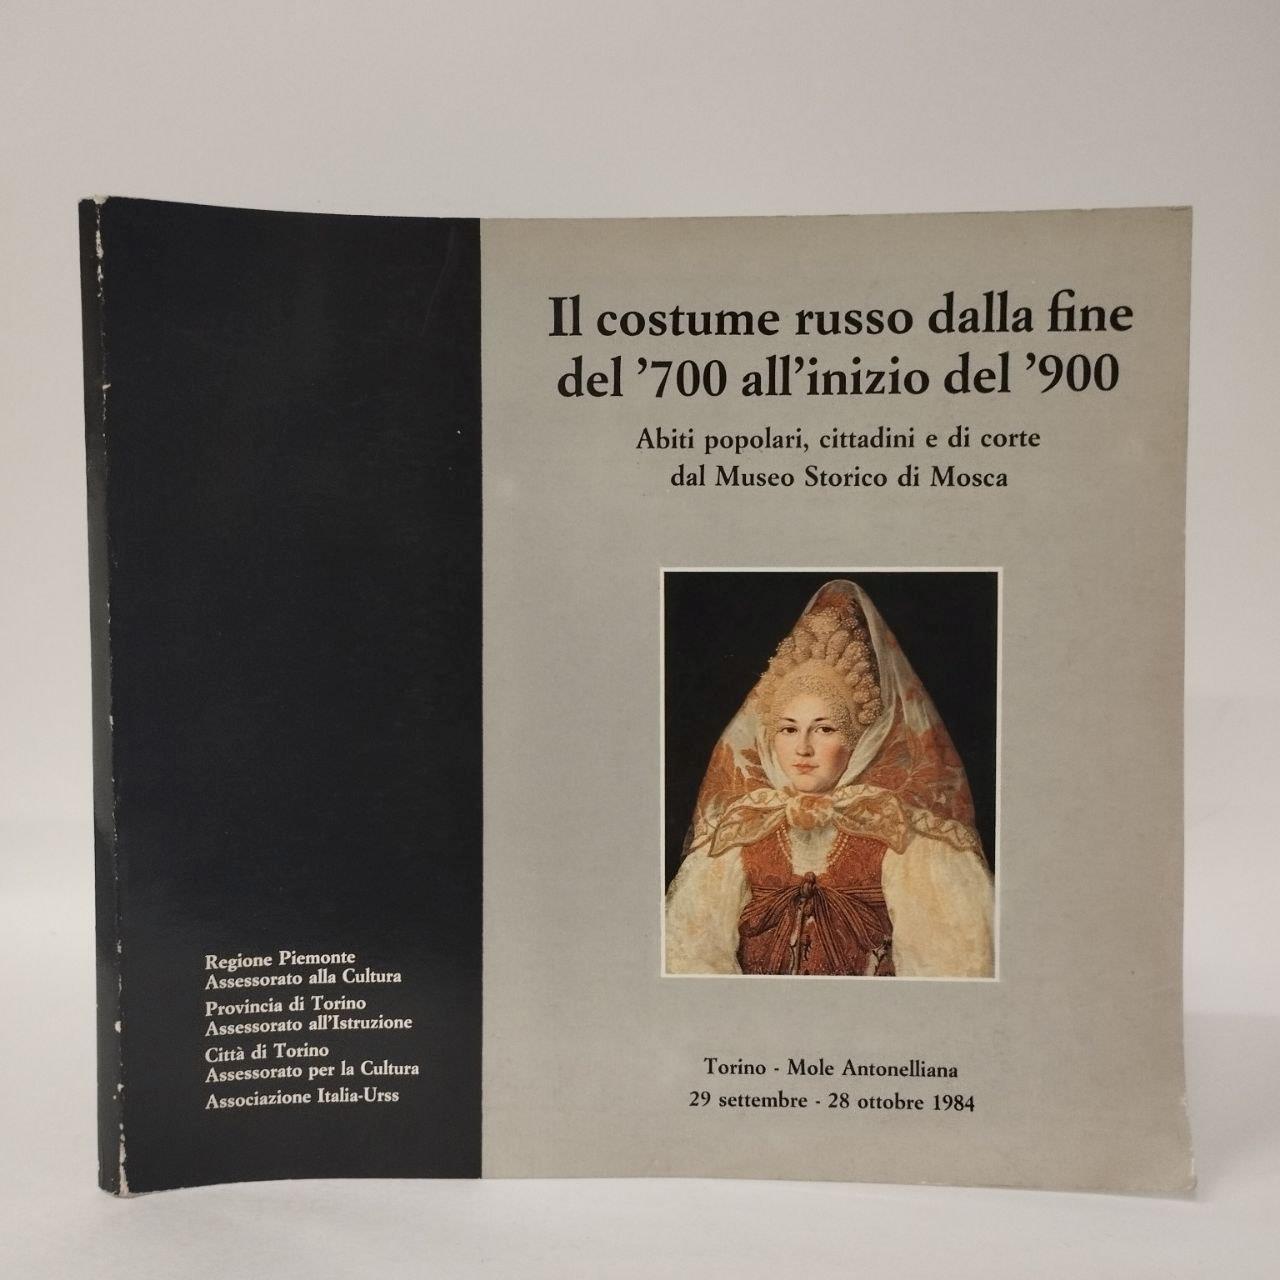 Il costume russo dalla fine
del '700 all'inizio del '900
Abiti popolari, cittadini e di corte
dal Museo Storico di Mosca
Regione Piemonte
Assessorato alla Cultura
Provincia di Torino
Assessorato all'Istruzione
Città di Torino
Assessorato per la Cultura
Associazione Italia-Urss
Torino - Mole Antonelliana
29 settembre - 28 ottobre 1984